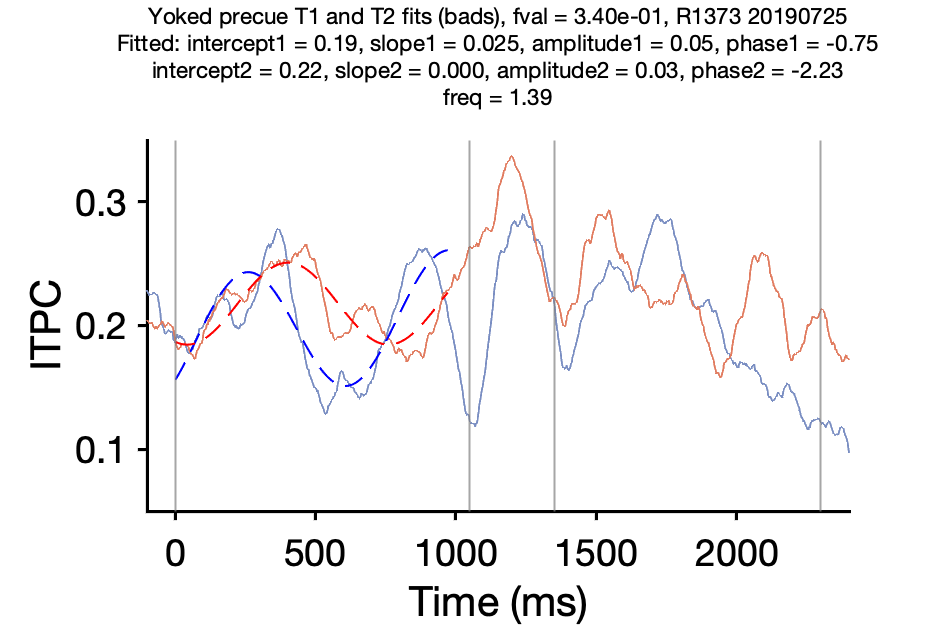 Yoked precue T1 and T2 fits (bads), fval = 3.40e-01, R1373 20190725
Fitted: intercept1 = 0.19, slope1 = 0.025, amplitude1 = 0.05, phase1 = -0.75
intercept2 = 0.22, slope2 = 0.000, amplitude2 = 0.03, phase2 = -2.23
freq = 1.39
0.3
0.2
0.1
ITPC
0 500 1000 1500 2000
Time (ms)